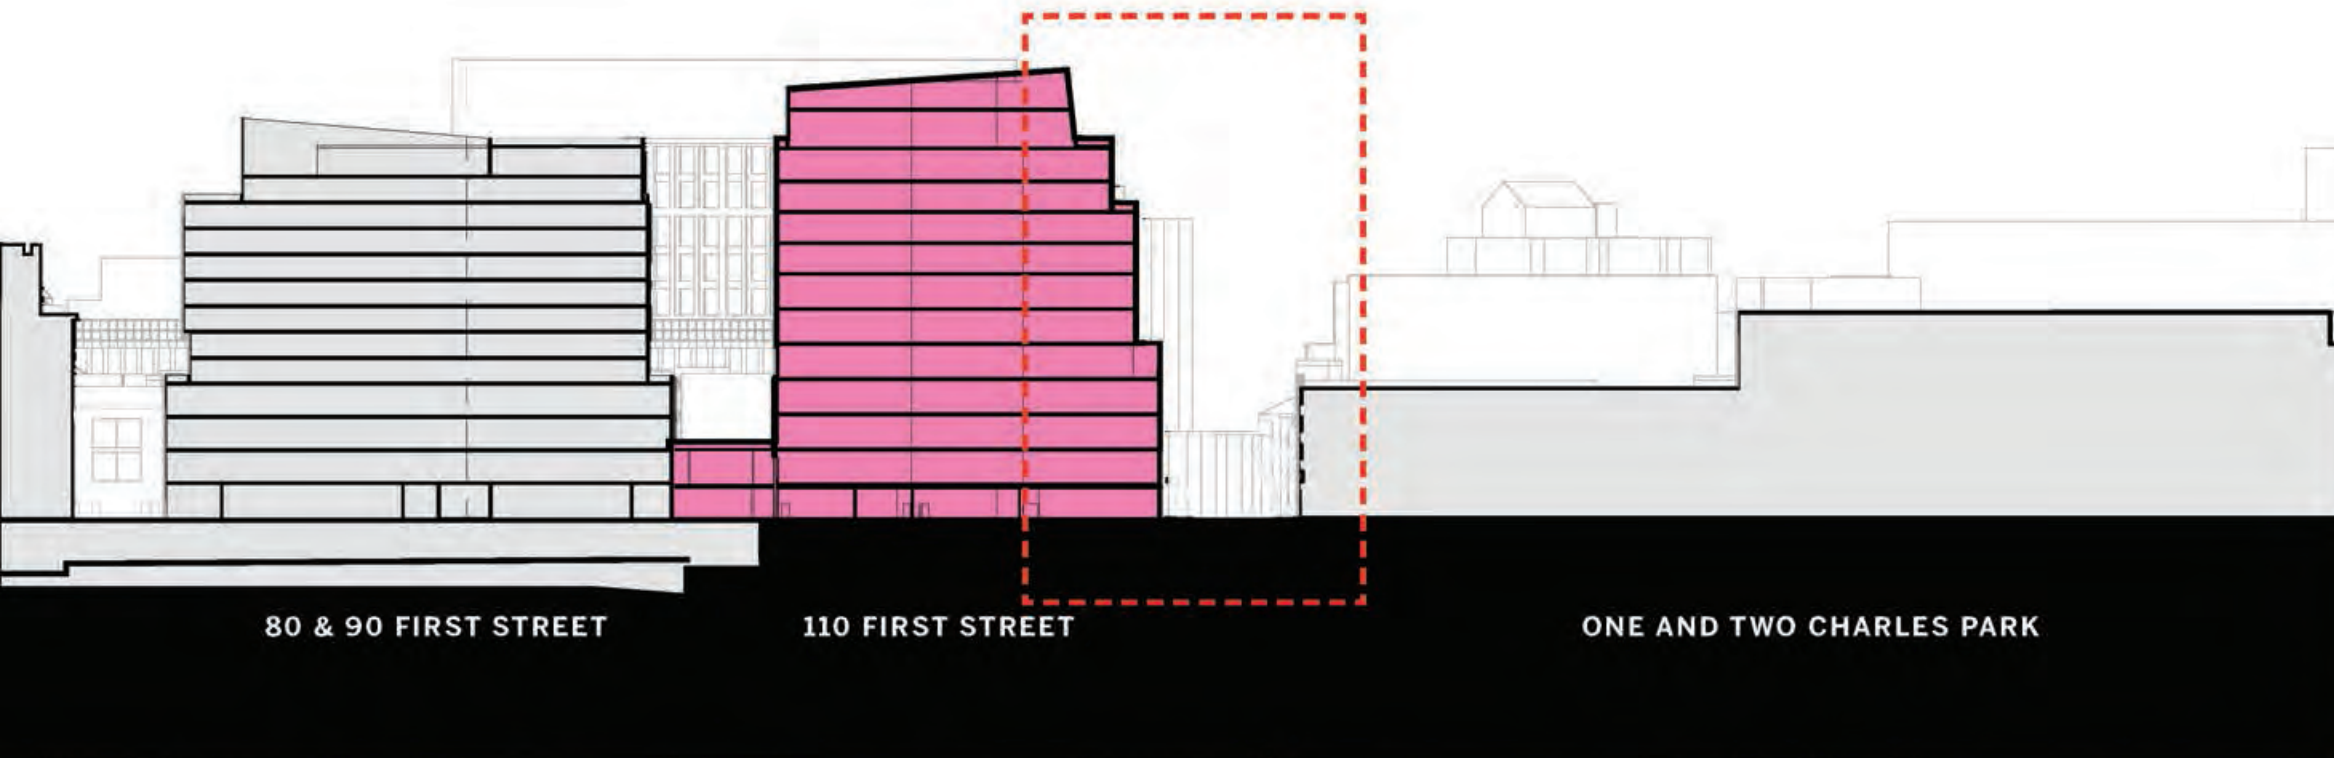 80 & 90 FIRST STREET
110 FIRST STREET
ONE AND TWO CHARLES PARK